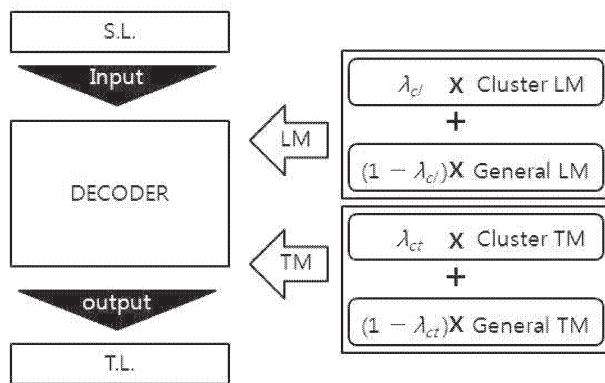 S.L.
Input
DECODER
output
T.L.
LM
TM
λcl X Cluster LM
+
(1 − λcl) X General LM
λct X Cluster TM
+
(1 − λct) X General TM